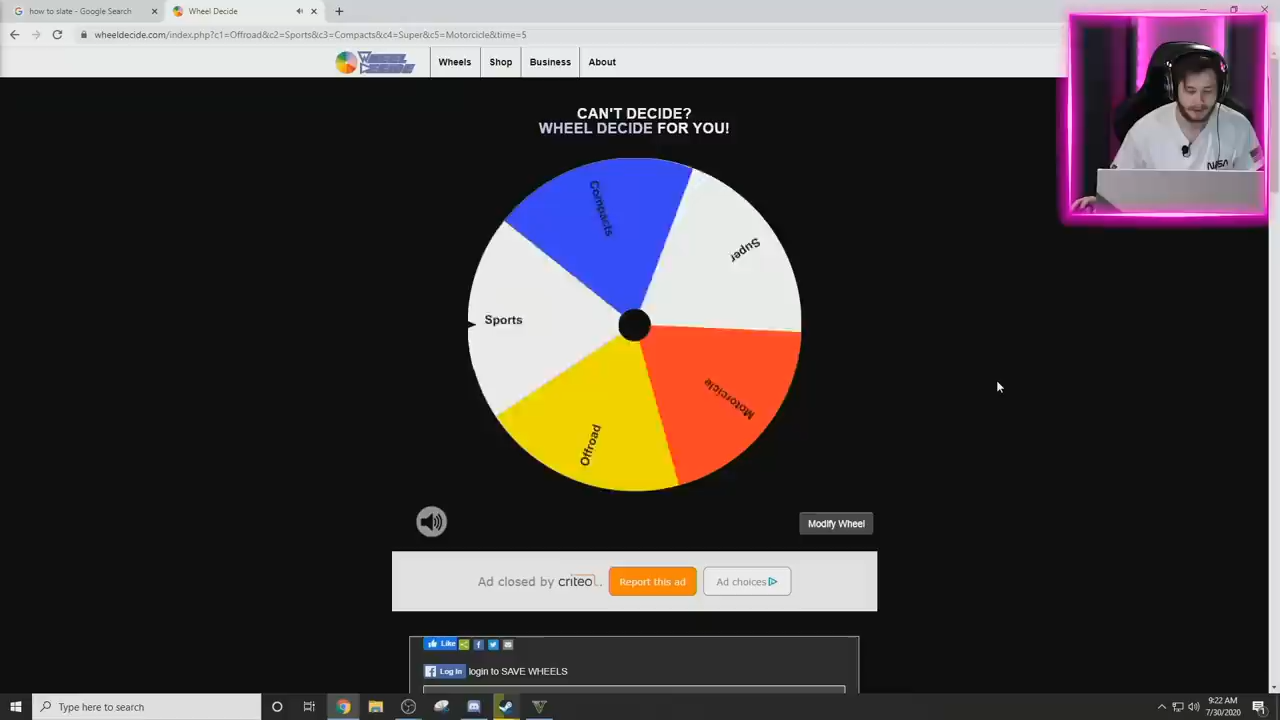 how to slate - Google Search
Wheel Decide
wheeldecide.com/index.php?c1=Offroad&c2=Sports&c3=Compacts&c4=Super&c5=Motorcicle&time=5
WHEEL DECIDE
Wheels
Shop
Business
About
CAN'T DECIDE?
WHEEL DECIDE FOR YOU!
Compacts
Super
Sports
Motorcicle
Offroad
NASA
Modify Wheel
Ad closed by criteo.
Report this ad
Ad choices
Like
Log In
login to SAVE WHEELS
Type here to search
9:22 AM
7/30/2020